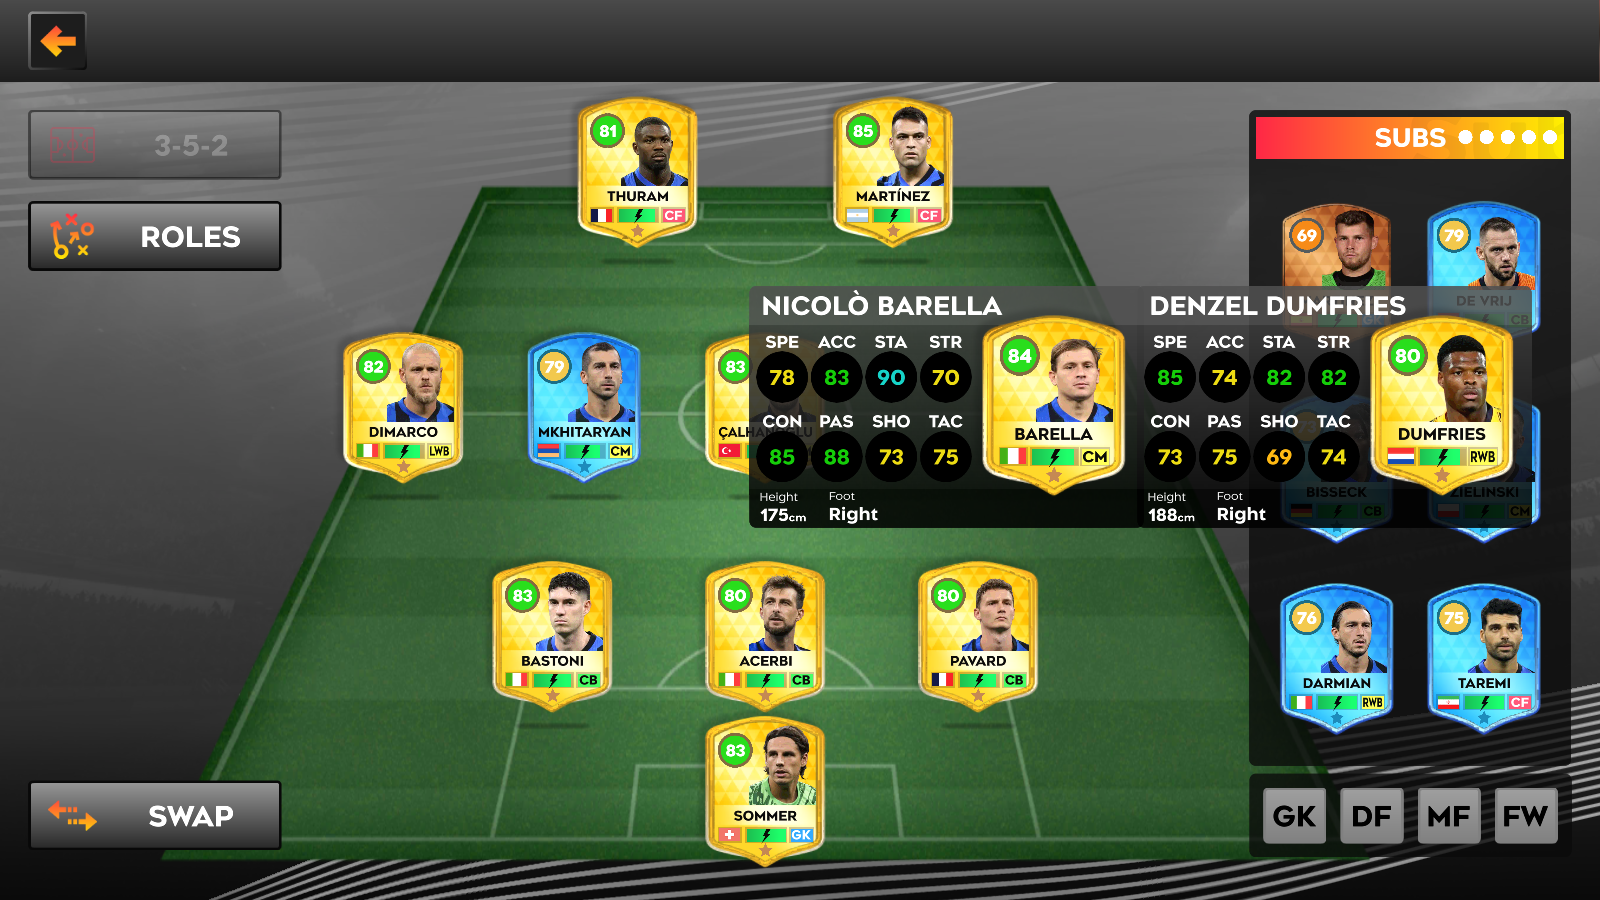 3-5-2
ROLES
SWAP
81
THURAM
CF
85
MARTÍNEZ
CF
SUBS
69
GK
79
DE VRIJ
CB
82
DIMARCO
LWB
79
MKHITARYAN
CM
83
ÇALHANOĞLU
NICOLÒ BARELLA
SPE ACC STA STR
78 83 90 70
CON PAS SHO TAC
85 88 73 75
Height Foot
175cm Right
84
BARELLA
CM
DENZEL DUMFRIES
SPE ACC STA STR
85 74 82 82
CON PAS SHO TAC
73 75 69 74
Height Foot
188cm Right
80
DUMFRIES
RWB
BISSECK
CB
ZIELINSKI
CM
83
BASTONI
CB
80
ACERBI
CB
80
PAVARD
CB
76
DARMIAN
RWB
75
TAREMI
CF
83
SOMMER
GK
GK DF MF FW